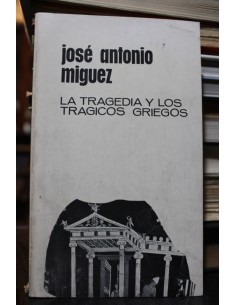 josé antonio
miguez
LA TRAGEDIA Y LOS
TRAGICOS GRIEGOS